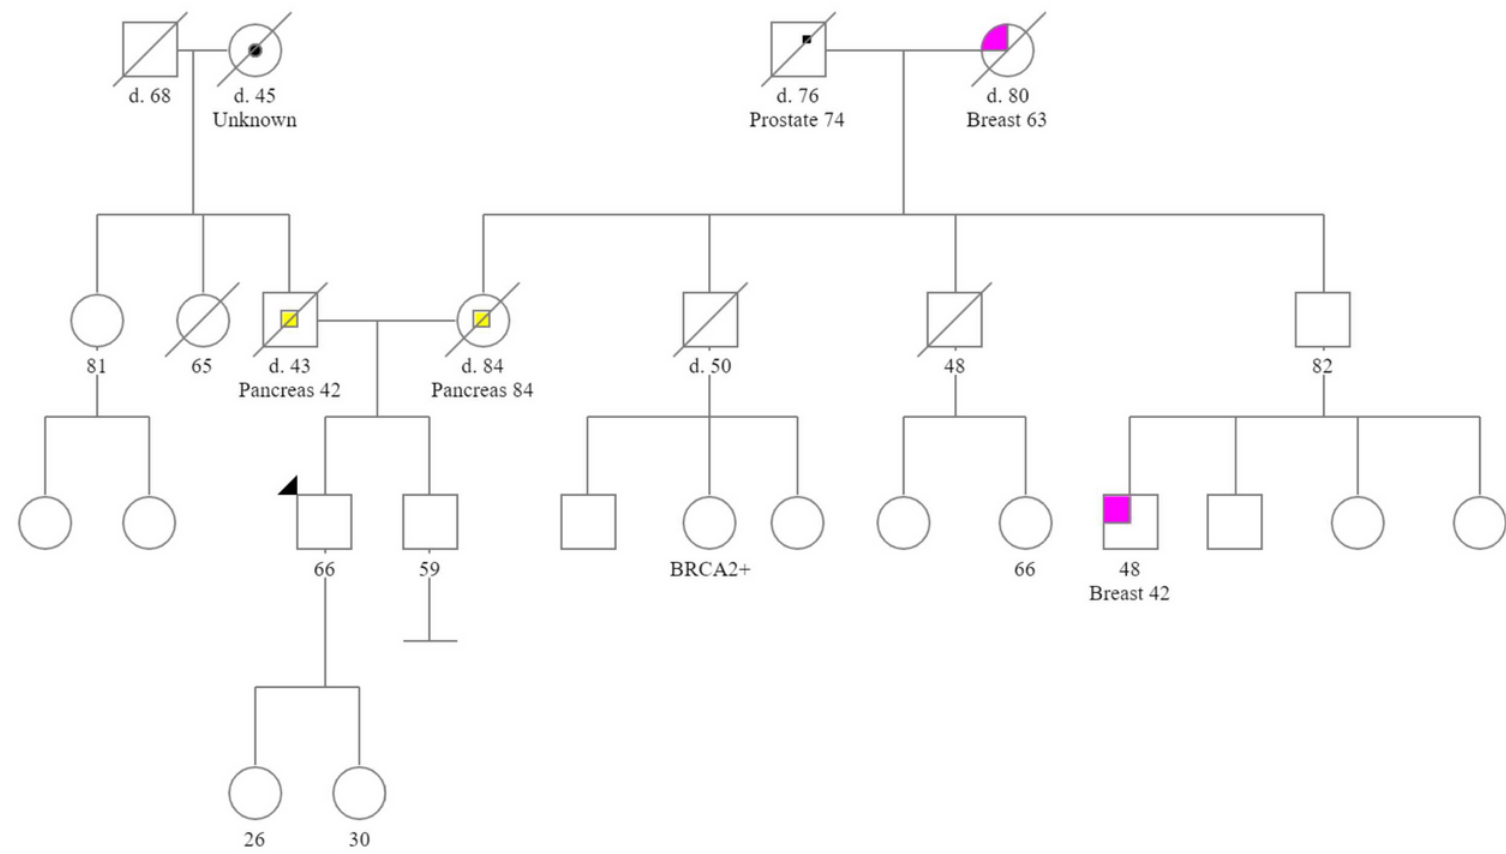 d. 68
d. 45
Unknown
d. 76
Prostate 74
d. 80
Breast 63
81
65
d. 43
Pancreas 42
d. 84
Pancreas 84
d. 50
48
82
66
59
BRCA2+
66
48
Breast 42
26
30